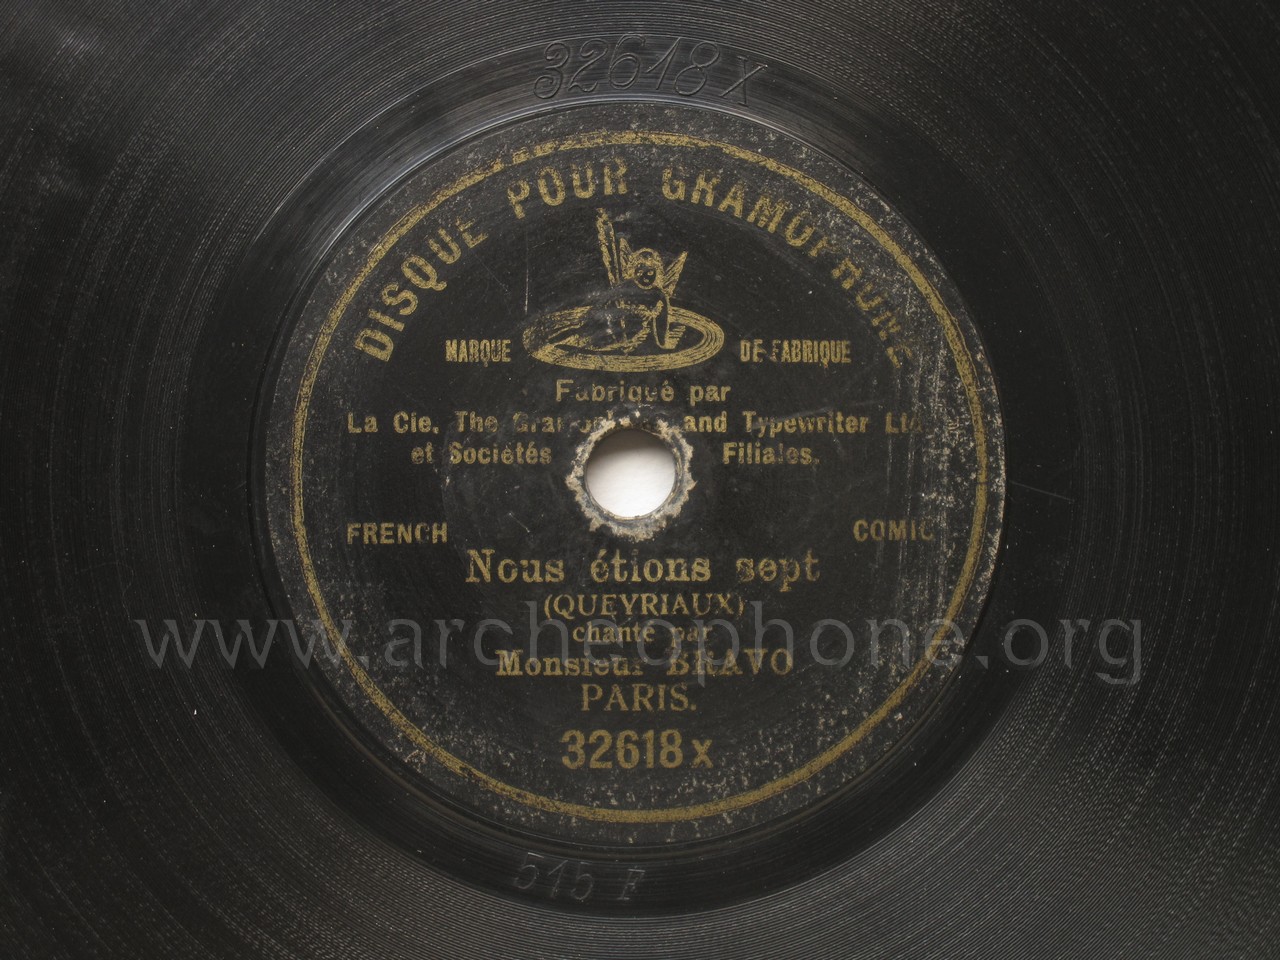 32618 X
DISQUE POUR GRAMOPHONE
MARQUE DE FABRIQUE
Fabriqué par
La Cie. The Gramophone and Typewriter Ltd
et Sociétés Filiales.
FRENCH COMIC
Nous étions sept
(QUEYRIAUX)
www.archeophone.org
chanté par
Monsieur BRAVO
PARIS.
32618 x
515 F